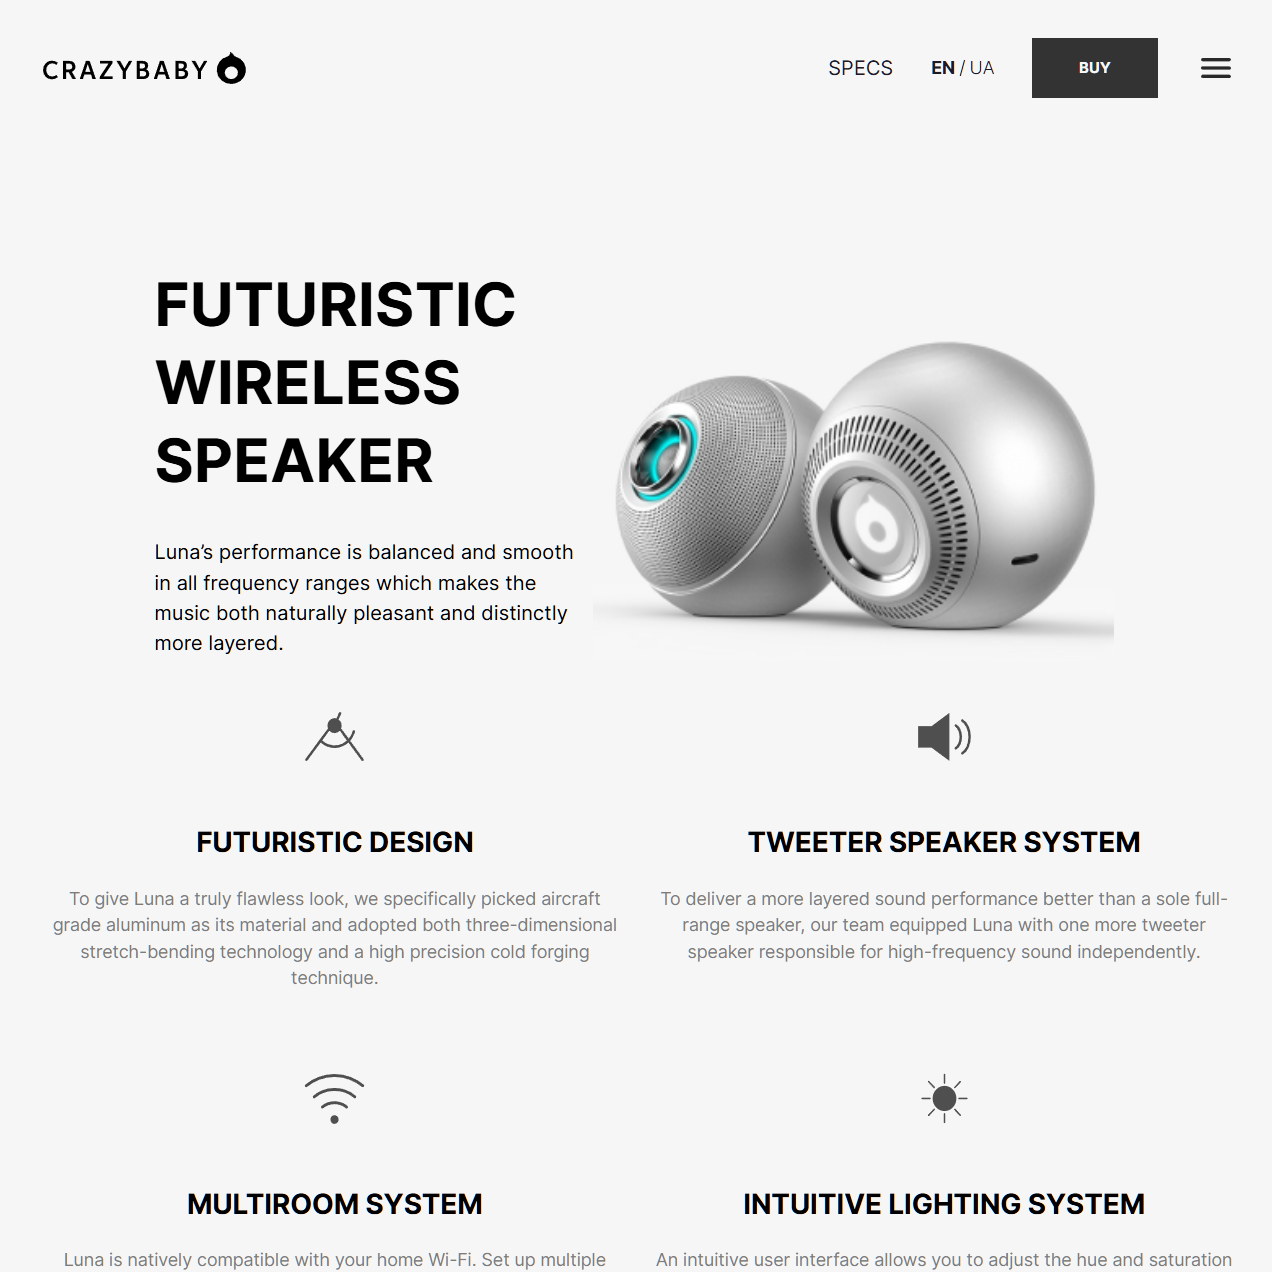 CRAZYBABY
SPECS
EN / UA
BUY
FUTURISTIC
WIRELESS
SPEAKER
Luna’s performance is balanced and smooth
in all frequency ranges which makes the
music both naturally pleasant and distinctly
more layered.
FUTURISTIC DESIGN
To give Luna a truly flawless look, we specifically picked aircraft
grade aluminum as its material and adopted both three-dimensional
stretch-bending technology and a high precision cold forging
technique.
TWEETER SPEAKER SYSTEM
To deliver a more layered sound performance better than a sole full-
range speaker, our team equipped Luna with one more tweeter
speaker responsible for high-frequency sound independently.
MULTIROOM SYSTEM
Luna is natively compatible with your home Wi-Fi. Set up multiple
INTUITIVE LIGHTING SYSTEM
An intuitive user interface allows you to adjust the hue and saturation